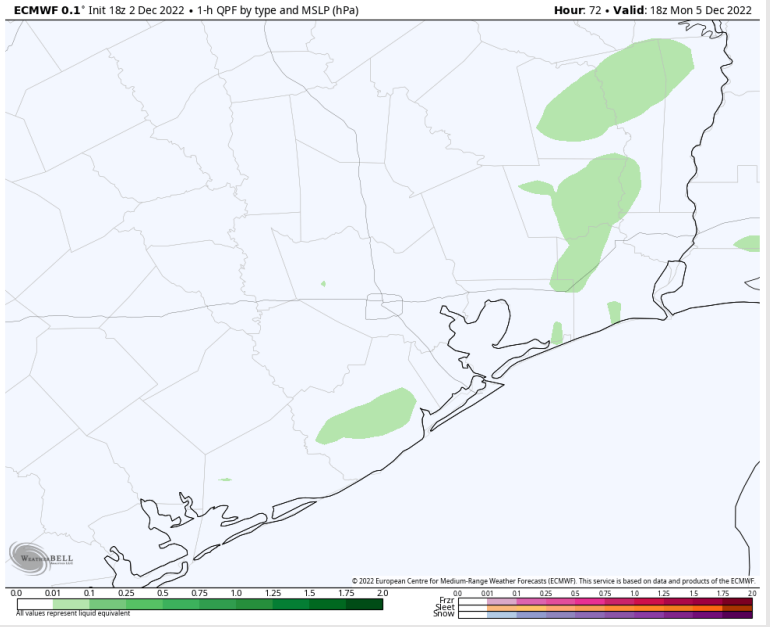 ECMWF 0.1° Init 18z 2 Dec 2022 • 1-h QPF by type and MSLP (hPa)
Hour: 72 • Valid: 18z Mon 5 Dec 2022
WeatherBELL
© 2022 European Centre for Medium-Range Weather Forecasts (ECMWF). This service is based on data and products of the ECMWF.
0.0 0.01 0.1 0.25 0.5 0.75 1.0 1.25 1.5 1.75 2.0
All values represent liquid equivalent
0.0 0.01 0.1 0.25 0.5 0.75 1.0 1.25 1.5 1.75 2.0
Frzr
Sleet
Snow